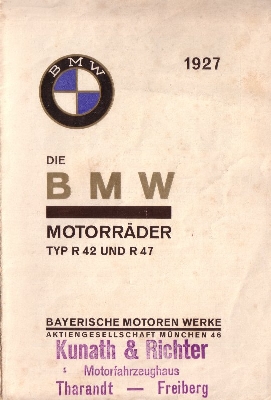 BMW
1927
DIE
BMW
MOTORRÄDER
TYP R 42 UND R 47
BAYERISCHE MOTOREN WERKE
AKTIENGESELLSCHAFT MÜNCHEN 46
Kunath & Richter
Motorfahrzeughaus
Tharandt — Freiberg